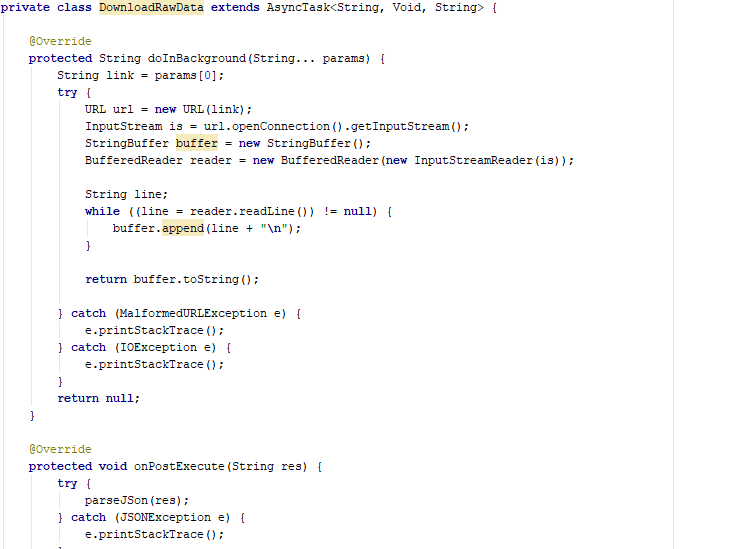 private class DownloadRawData extends AsyncTask<String, Void, String> {
@Override
protected String doInBackground(String... params) {
String link = params[0];
try {
URL url = new URL(link);
InputStream is = url.openConnection().getInputStream();
StringBuffer buffer = new StringBuffer();
BufferedReader reader = new BufferedReader(new InputStreamReader(is));
String line;
while ((line = reader.readLine()) != null) {
buffer.append(line + "\n");
}
return buffer.toString();
} catch (MalformedURLException e) {
e.printStackTrace();
} catch (IOException e) {
e.printStackTrace();
}
return null;
}
@Override
protected void onPostExecute(String res) {
try {
parseJSon(res);
} catch (JSONException e) {
e.printStackTrace();
}